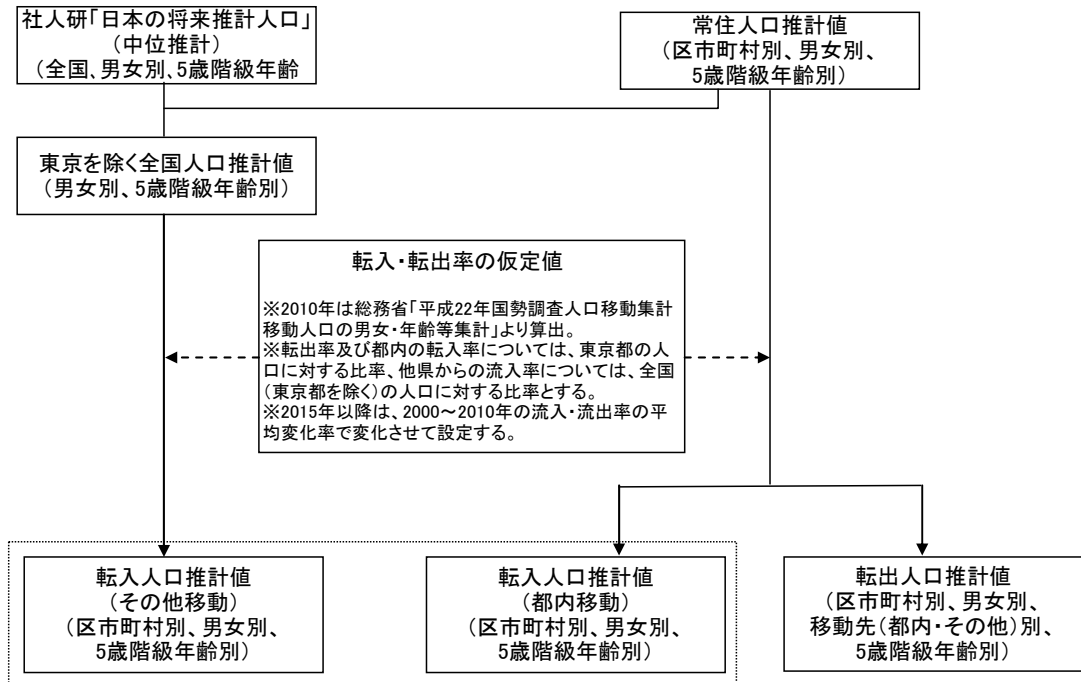 社人研「日本の将来推計人口」
（中位推計）
（全国、男女別、5歳階級年齢
常住人口推計値
（区市町村別、男女別、
5歳階級年齢別）
東京を除く全国人口推計値
（男女別、5歳階級年齢別）
転入・転出率の仮定値
※2010年は総務省「平成22年国勢調査人口移動集計
移動人口の男女・年齢等集計」より算出。
※転出率及び都内の転入率については、東京都の人
口に対する比率、他県からの流入率については、全国
（東京都を除く）の人口に対する比率とする。
※2015年以降は、2000～2010年の流入・流出率の平
均変化率で変化させて設定する。
転入人口推計値
（その他移動）
（区市町村別、男女別、
5歳階級年齢別）
転入人口推計値
（都内移動）
（区市町村別、男女別、
5歳階級年齢別）
転出人口推計値
（区市町村別、男女別、
移動先（都内・その他）別、
5歳階級年齢別）